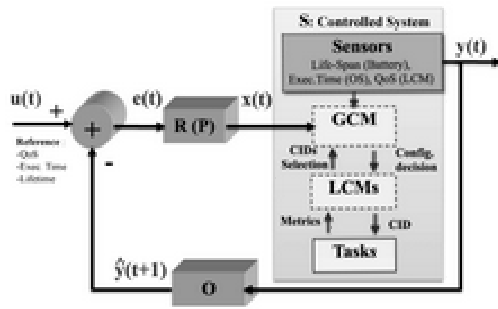 S: Controlled System
Sensors
Life-Span (Battery),
Exec.Time (OS), QoS (LCM)
y(t)
u(t)
+
+
e(t)
R (P)
x(t)
GCM
Reference :
-QoS
-Exec. Time
-Lifetime
-
CIDs
Selection
Config.
decision
LCMs
Metrics
CID
Tasks
ŷ(t+1)
O